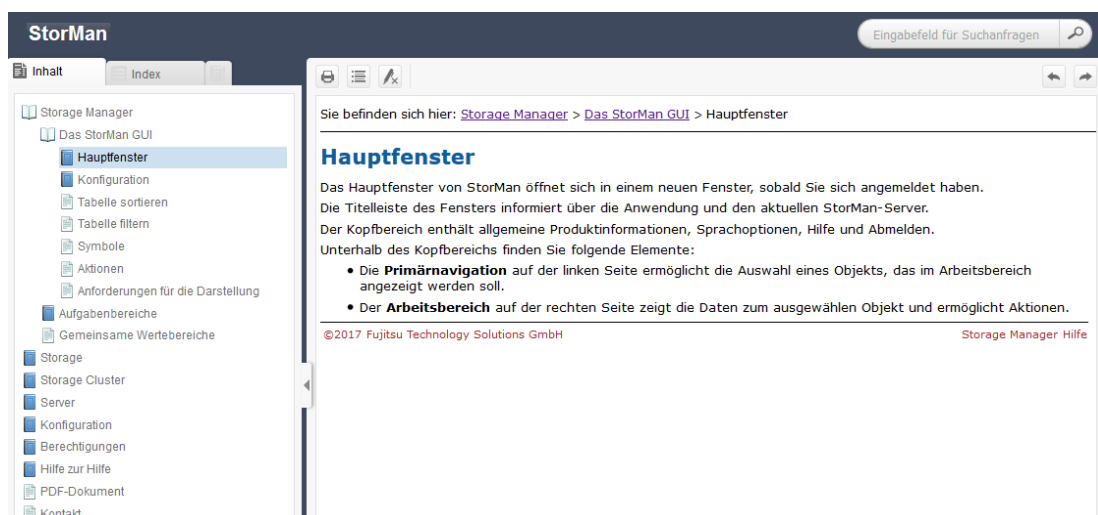 StorMan
Eingabefeld für Suchanfragen
Inhalt
Index
Storage Manager
Das StorMan GUI
Hauptfenster
Konfiguration
Tabelle sortieren
Tabelle filtern
Symbole
Aktionen
Anforderungen für die Darstellung
Aufgabenbereiche
Gemeinsame Wertebereiche
Storage
Storage Cluster
Server
Konfiguration
Berechtigungen
Hilfe zur Hilfe
PDF-Dokument
Kontakt
Sie befinden sich hier: Storage Manager > Das StorMan GUI > Hauptfenster
Hauptfenster
Das Hauptfenster von StorMan öffnet sich in einem neuen Fenster, sobald Sie sich angemeldet haben.
Die Titelleiste des Fensters informiert über die Anwendung und den aktuellen StorMan-Server.
Der Kopfbereich enthält allgemeine Produktinformationen, Sprachoptionen, Hilfe und Abmelden.
Unterhalb des Kopfbereichs finden Sie folgende Elemente:
• Die Primärnavigation auf der linken Seite ermöglicht die Auswahl eines Objekts, das im Arbeitsbereich
angezeigt werden soll.
• Der Arbeitsbereich auf der rechten Seite zeigt die Daten zum ausgewählen Objekt und ermöglicht Aktionen.
©2017 Fujitsu Technology Solutions GmbH
Storage Manager Hilfe